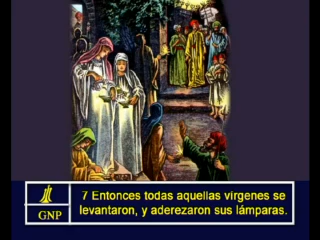 7 Entonces todas aquellas vírgenes se
levantaron, y aderezaron sus lámparas.
GNP